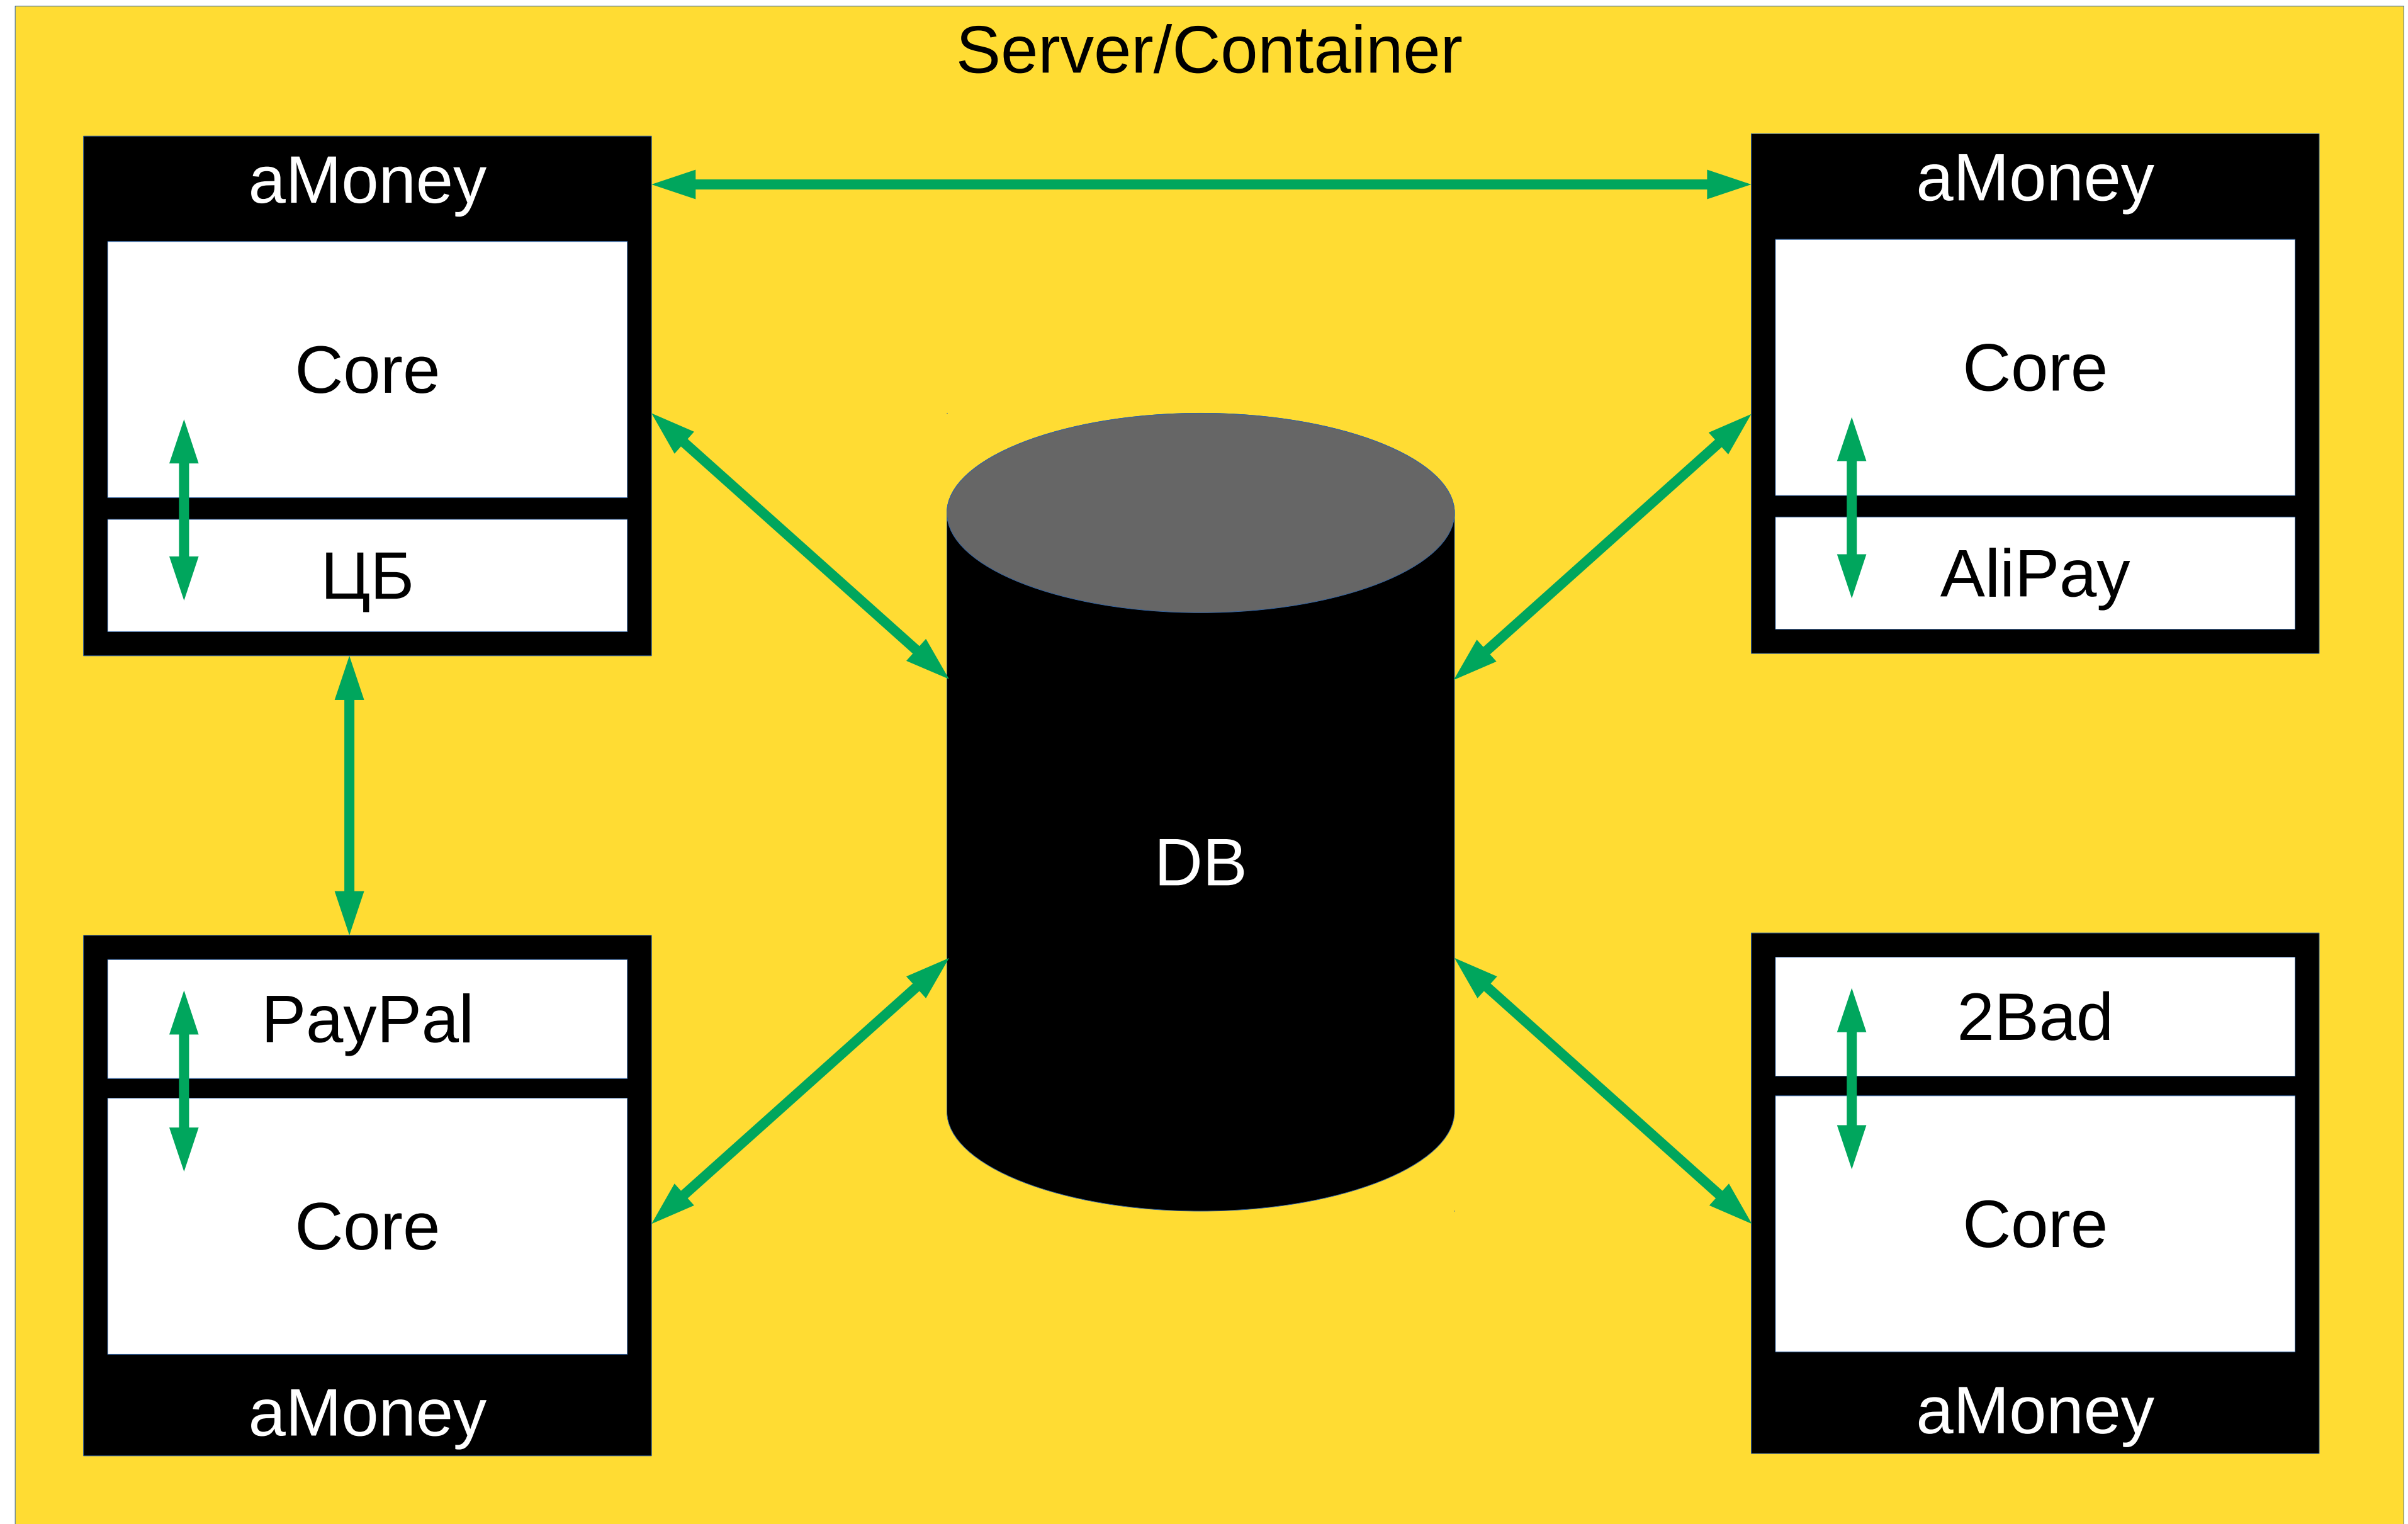 Server/Container
aMoney
Core
ЦБ
aMoney
Core
AliPay
DB
PayPal
Core
aMoney
2Bad
Core
aMoney